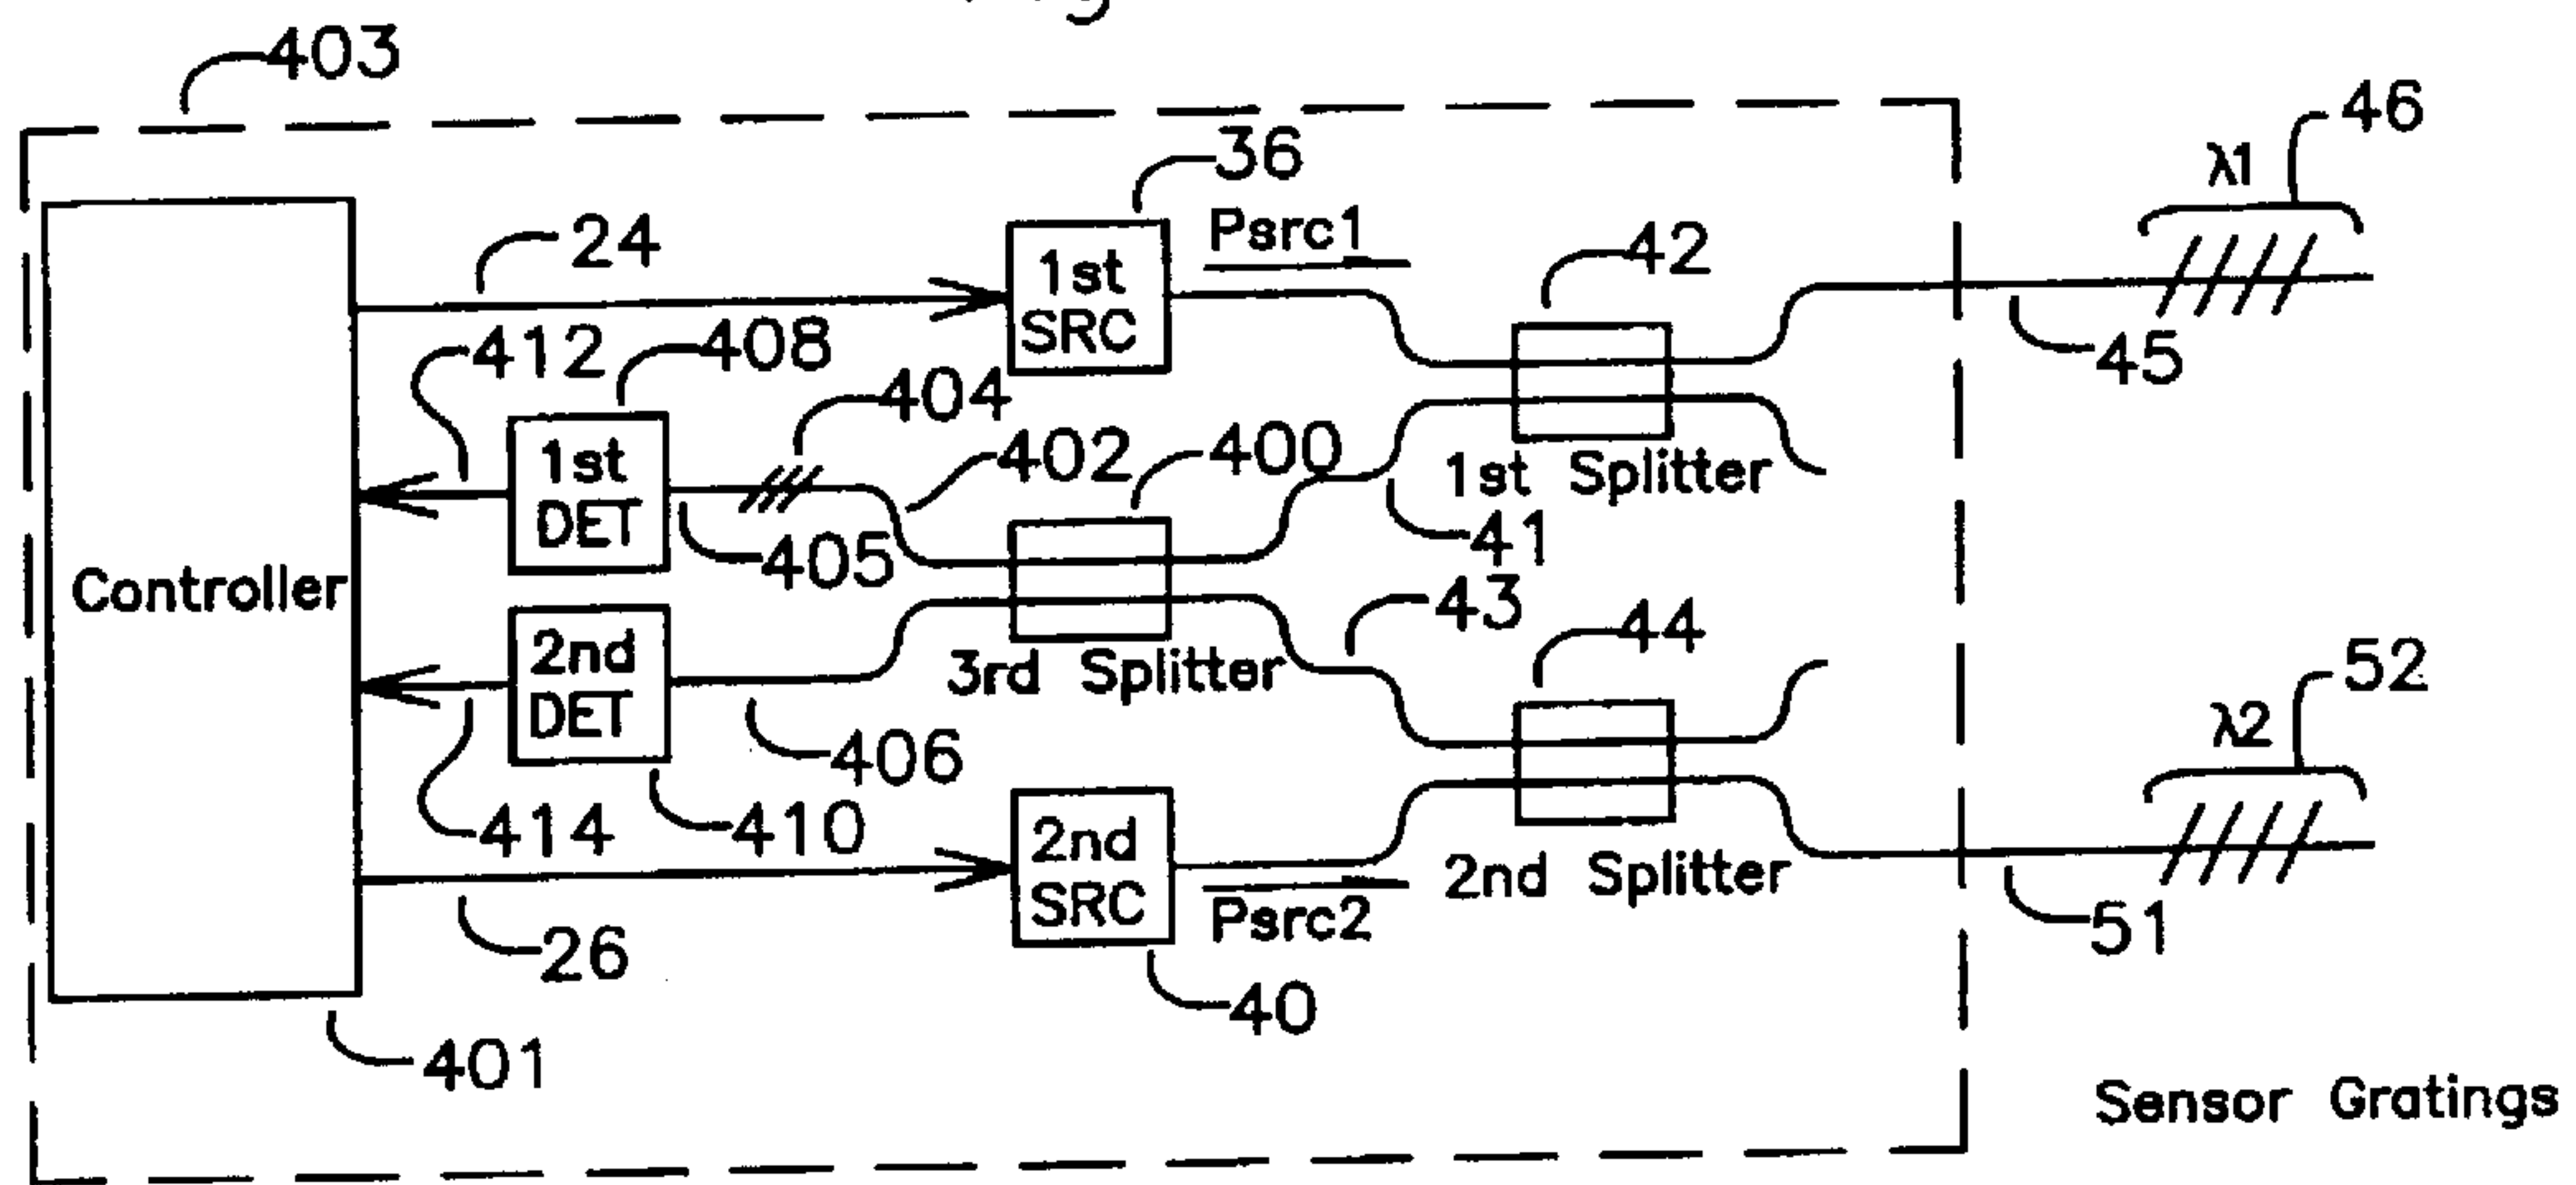 403
46
λ1
36
Psrc1
24
42
1st
SRC
45
412
408
404
402
400
1st
DET
1st Splitter
405
41
Controller
43
44
52
λ2
2nd
DET
3rd Splitter
406
414
410
2nd
SRC
Psrc2
2nd Splitter
51
26
40
401
Sensor Gratings